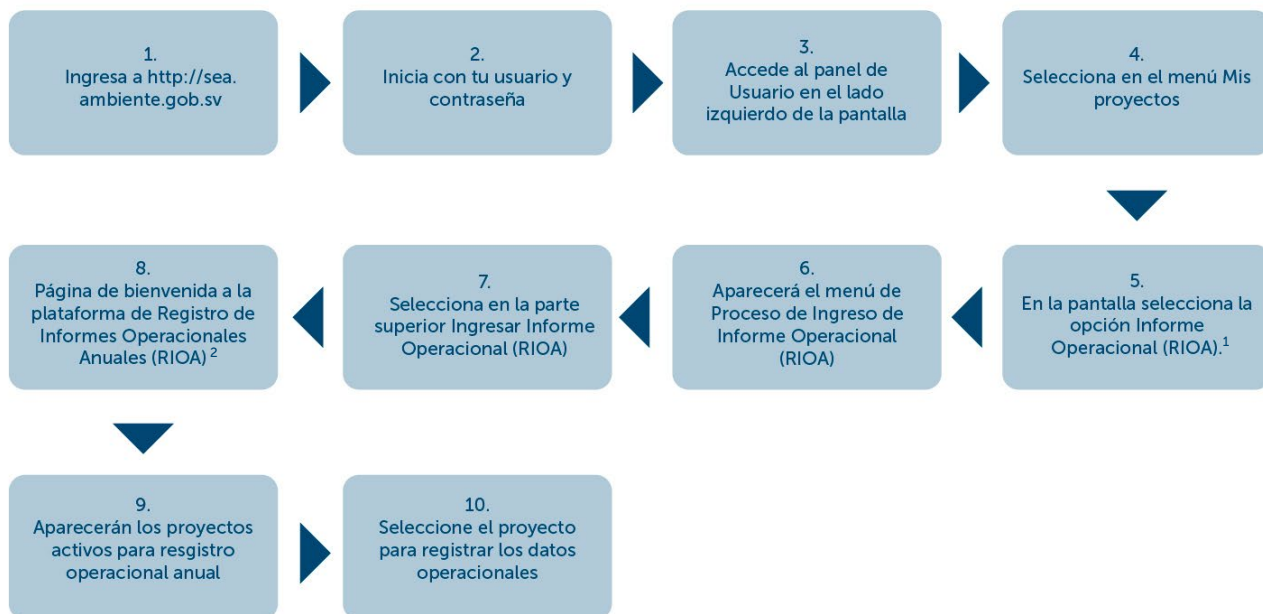 1.
Ingresa a http://sea.
ambiente.gob.sv
2.
Inicia con tu usuario y
contraseña
3.
Accede al panel de
Usuario en el lado
izquierdo de la pantalla
4.
Selecciona en el menú Mis
proyectos
5.
En la pantalla selecciona la
opción Informe
Operacional (RIOA).¹
6.
Aparecerá el menú de
Proceso de Ingreso de
Informe Operacional
(RIOA)
7.
Selecciona en la parte
superior Ingresar Informe
Operacional (RIOA)
8.
Página de bienvenida a la
plataforma de Registro de
Informes Operacionales
Anuales (RIOA) ²
9.
Aparecerán los proyectos
activos para resgistro
operacional anual
10.
Seleccione el proyecto
para registrar los datos
operacionales